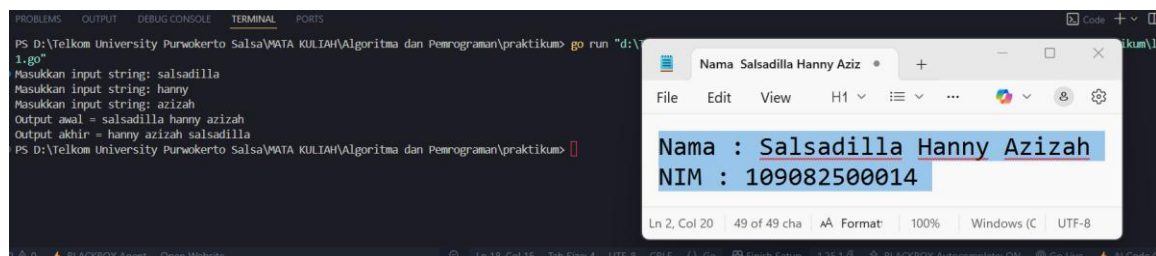 PROBLEMS OUTPUT DEBUG CONSOLE TERMINAL PORTS
Code
PS D:\Telkom University Purwokerto Salsa\MATA KULIAH\Algoritma dan Pemrograman\praktikum> go run "d:\
1.go"
Masukkan input string: salsadilla
Masukkan input string: hanny
Masukkan input string: azizah
Output awal = salsadilla hanny azizah
Output akhir = hanny azizah salsadilla
PS D:\Telkom University Purwokerto Salsa\MATA KULIAH\Algoritma dan Pemrograman\praktikum>
Nama Salsadilla Hanny Aziz
File Edit View H1
Nama : Salsadilla Hanny Azizah
NIM : 109082500014
Ln 2, Col 20 49 of 49 cha Format 100% Windows (C UTF-8